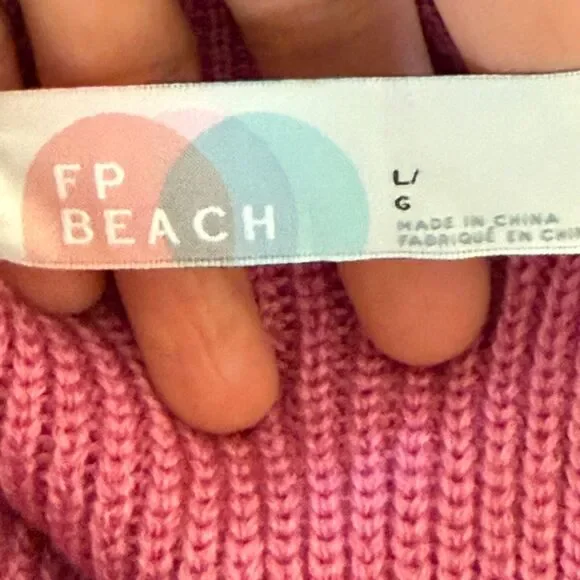 FP
BEACH
L/
G
MADE IN CHINA
FABRIQUÉ EN